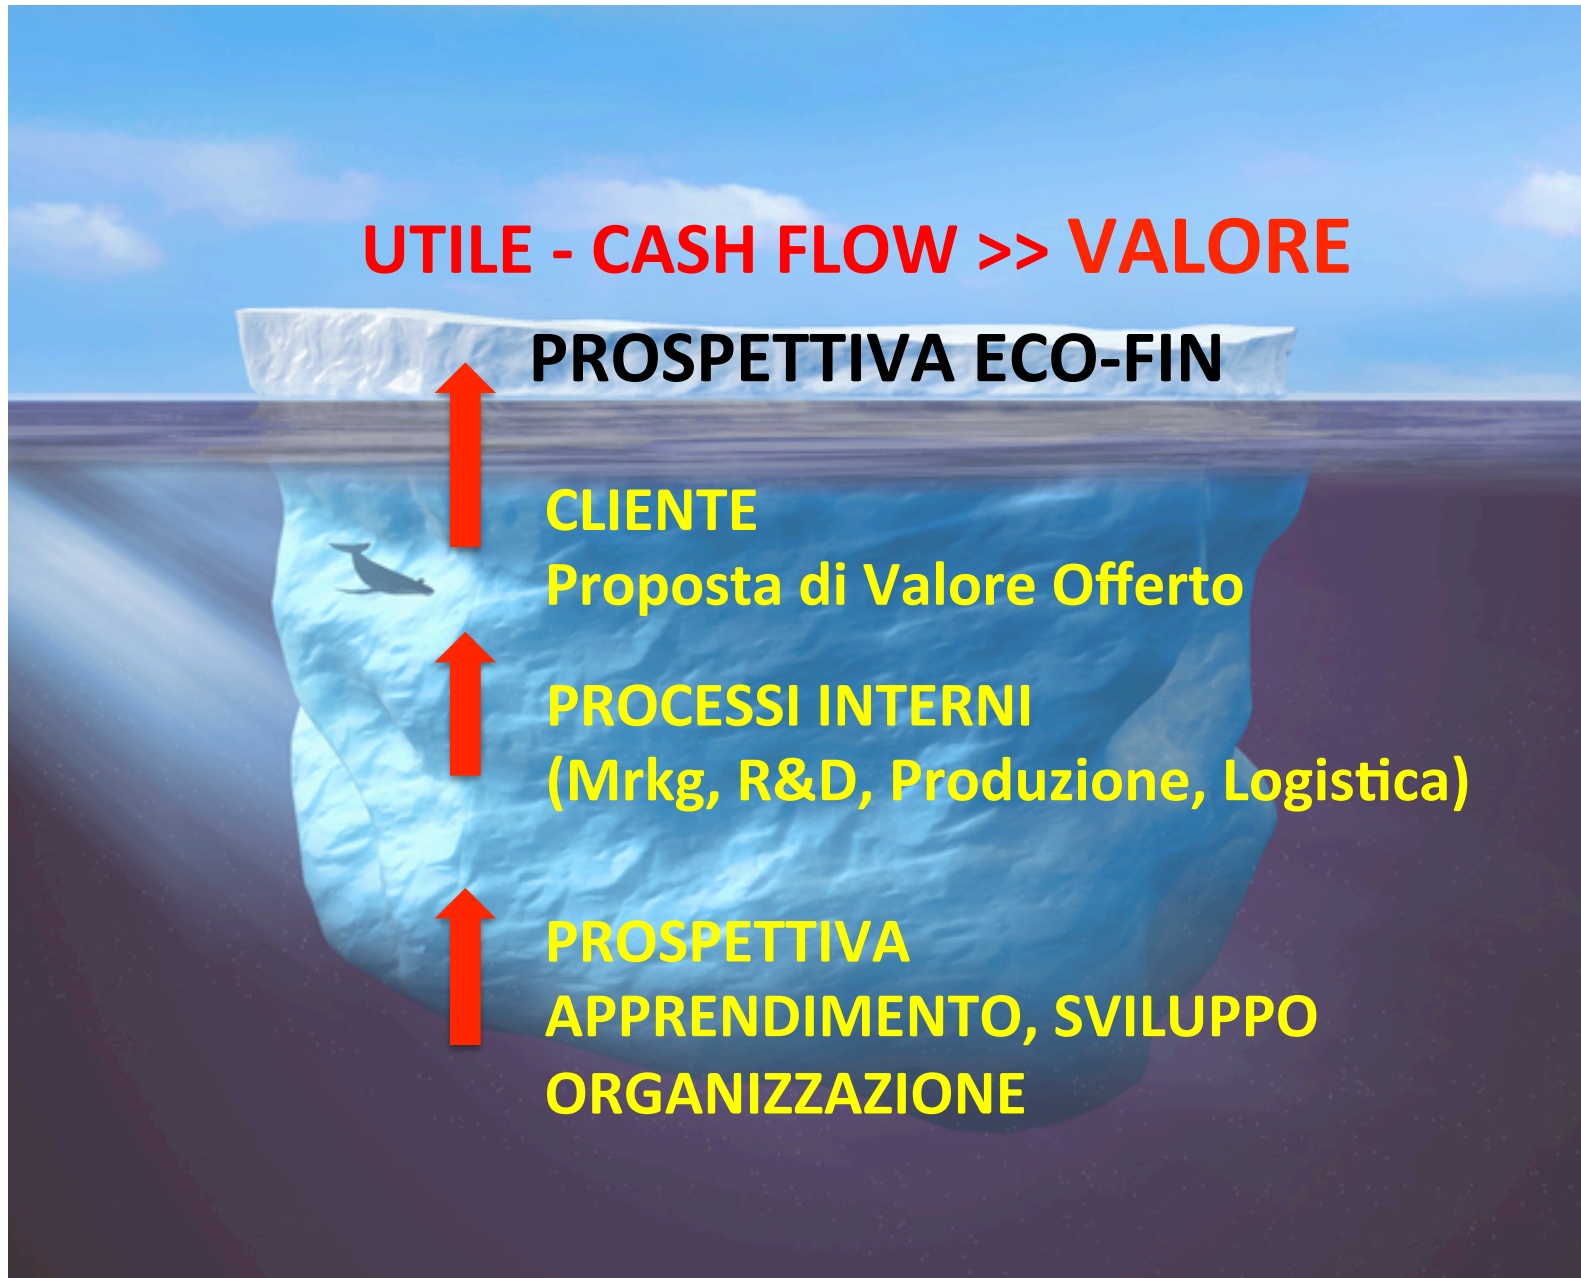 UTILE - CASH FLOW >> VALORE
PROSPETTIVA ECO-FIN
CLIENTE
Proposta di Valore Offerto
PROCESSI INTERNI
(Mrkg, R&D, Produzione, Logistica)
PROSPETTIVA
APPRENDIMENTO, SVILUPPO
ORGANIZZAZIONE